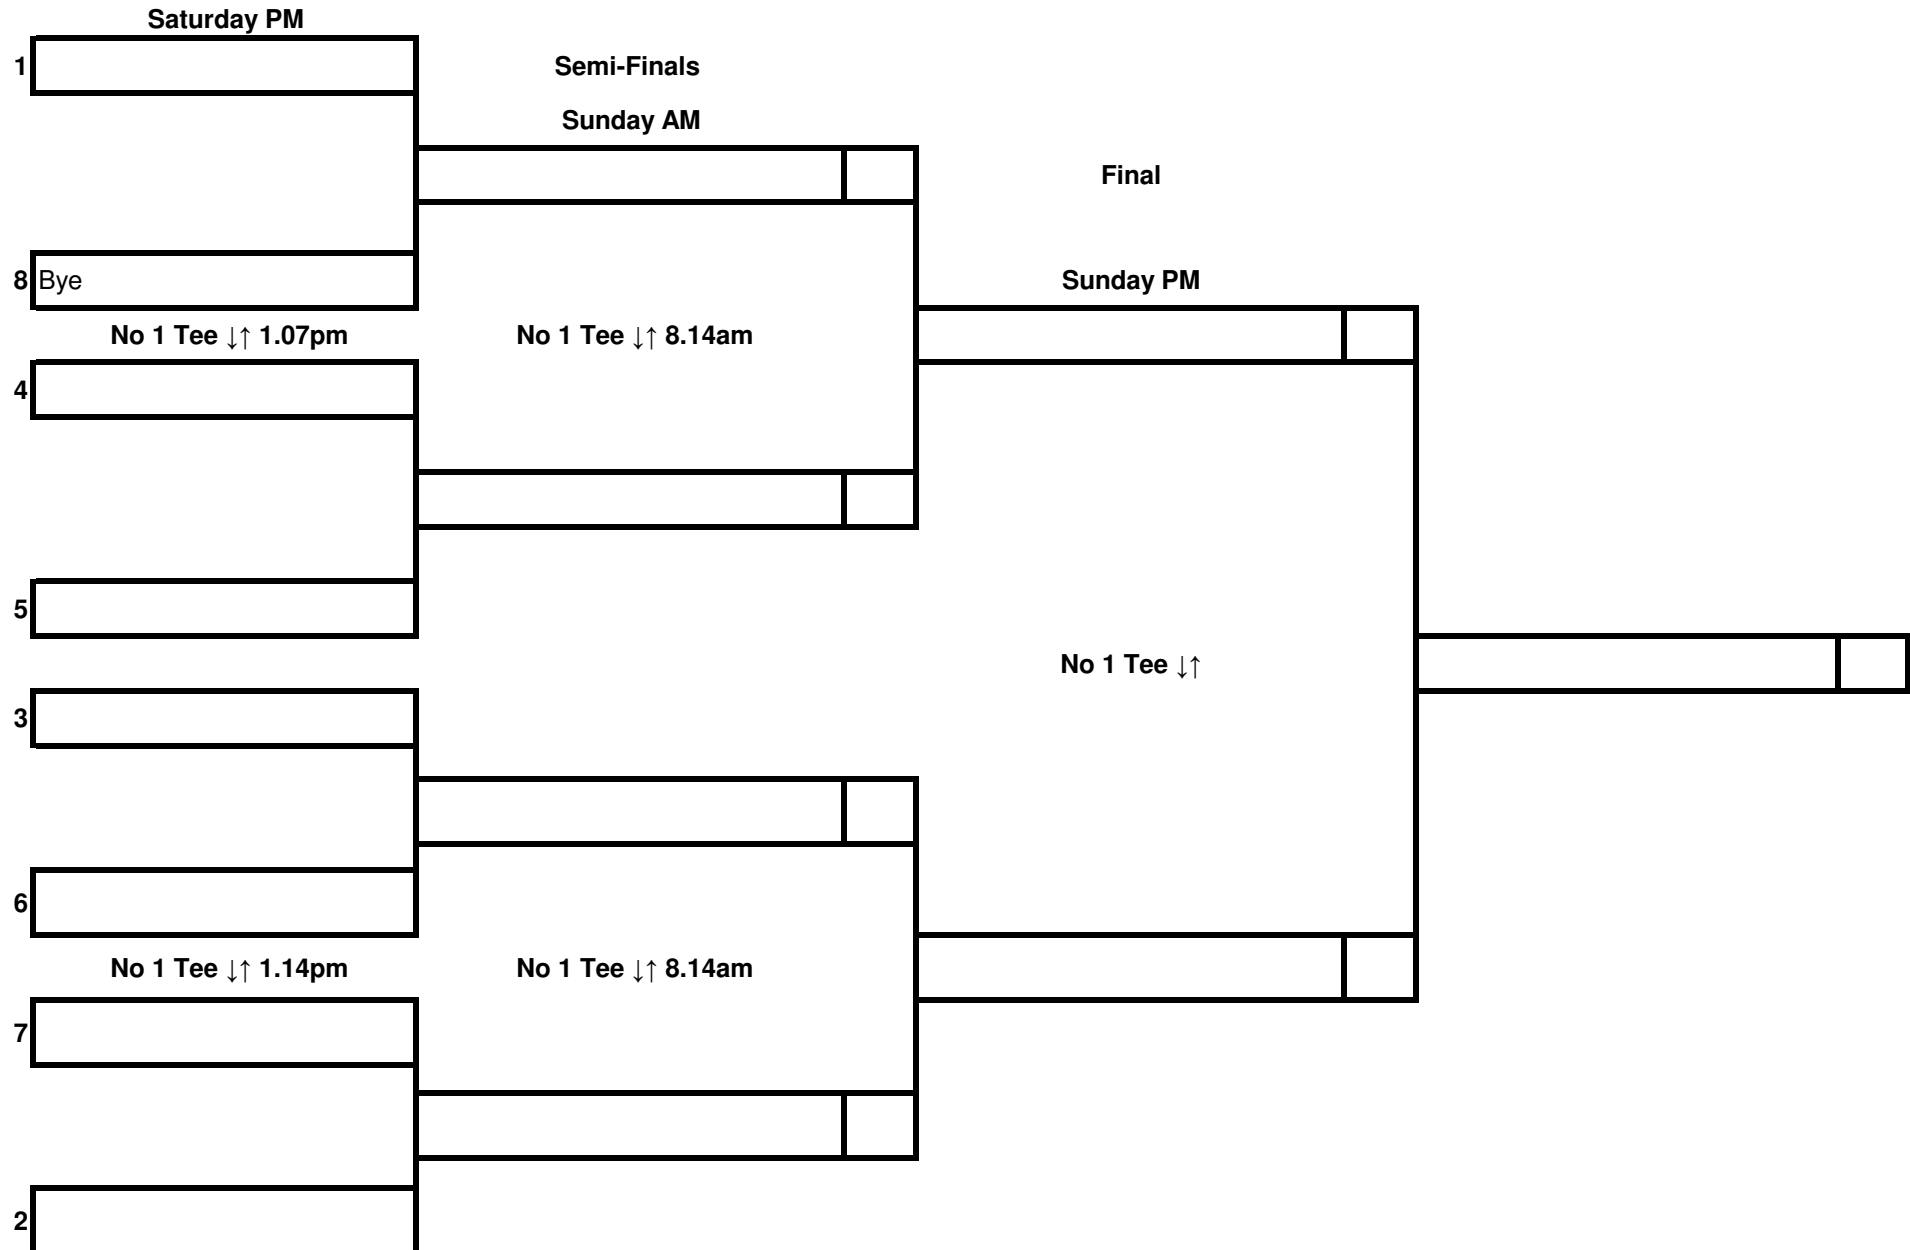 Saturday PM
1
Semi-Finals
Sunday AM
Final
8 Bye
Sunday PM
No 1 Tee ↓↑ 1.07pm
No 1 Tee ↓↑ 8.14am
4
5
No 1 Tee ↓↑
3
6
No 1 Tee ↓↑ 1.14pm
No 1 Tee ↓↑ 8.14am
7
2